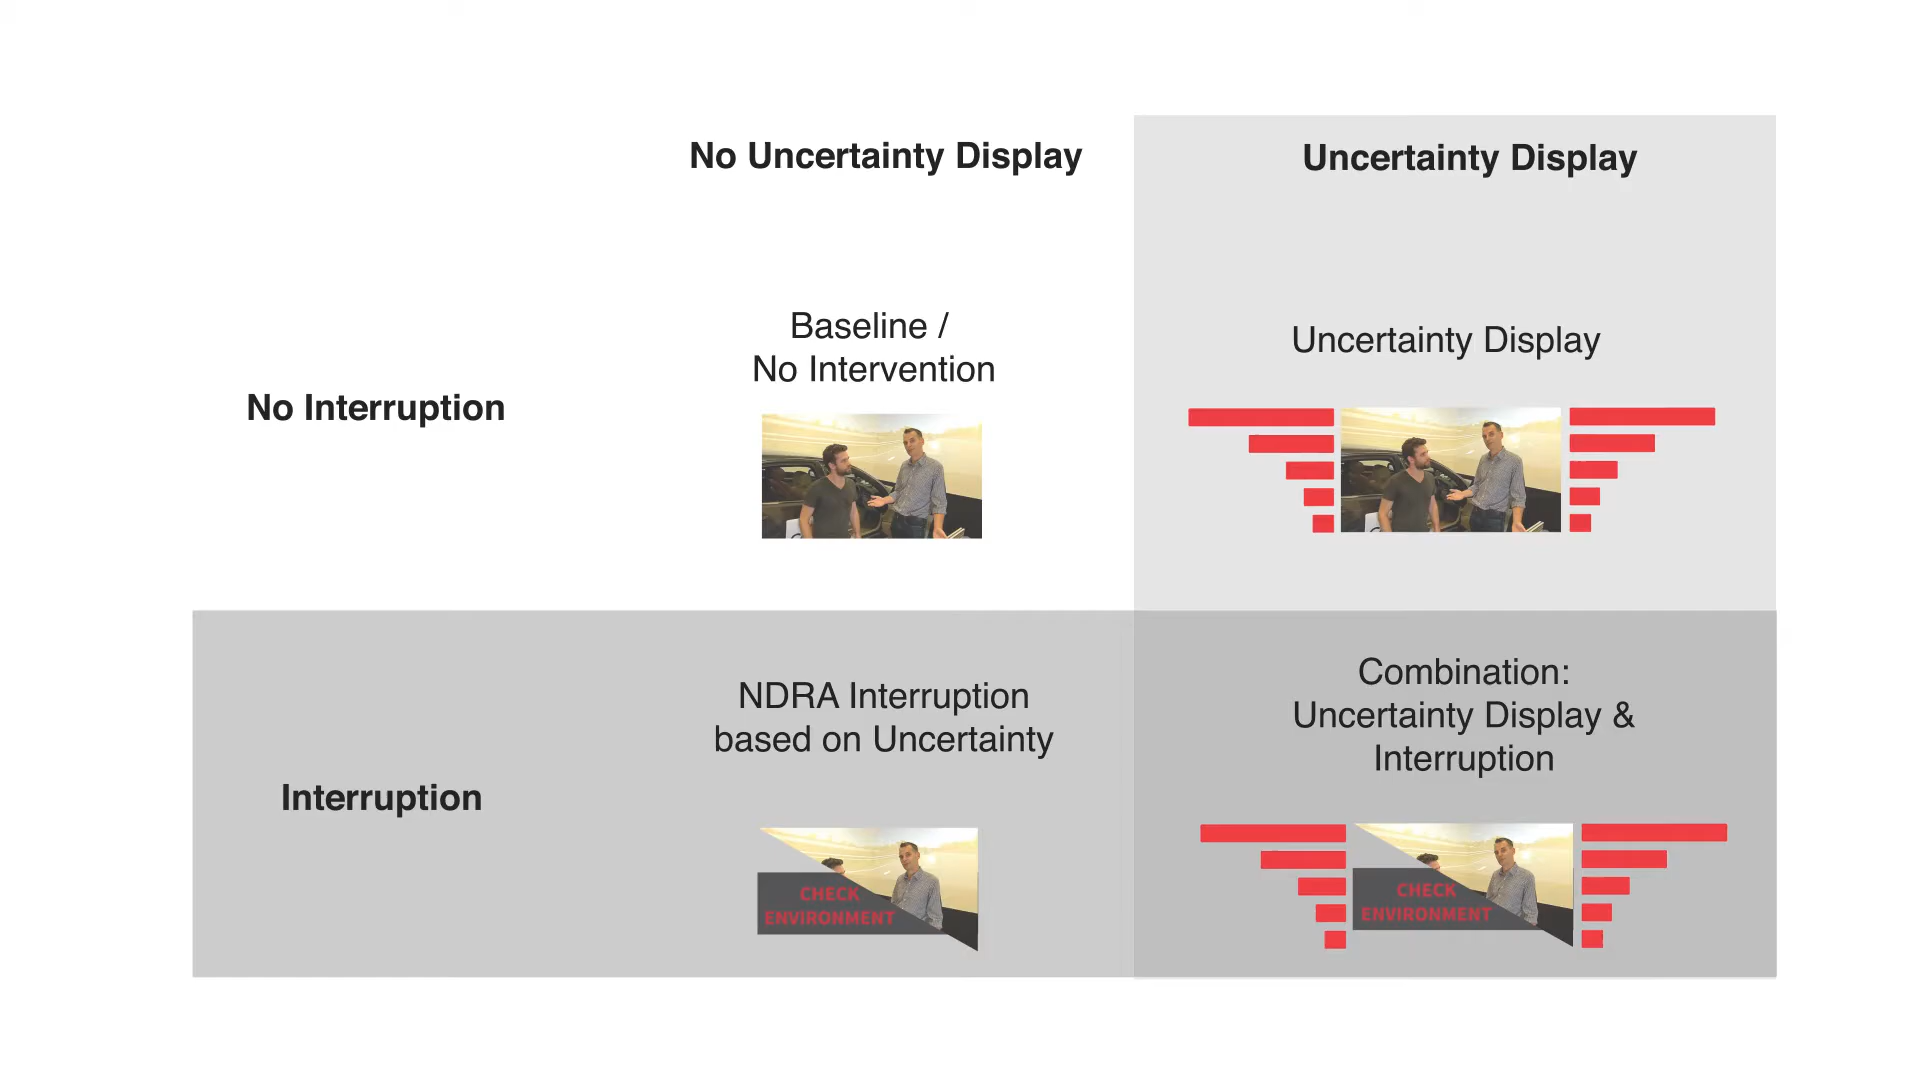 No Uncertainty Display
Uncertainty Display
No Interruption
Baseline /
No Intervention
Uncertainty Display
Interruption
NDRA Interruption
based on Uncertainty
CHECK
ENVIRONMENT
Combination:
Uncertainty Display &
Interruption
CHECK
ENVIRONMENT